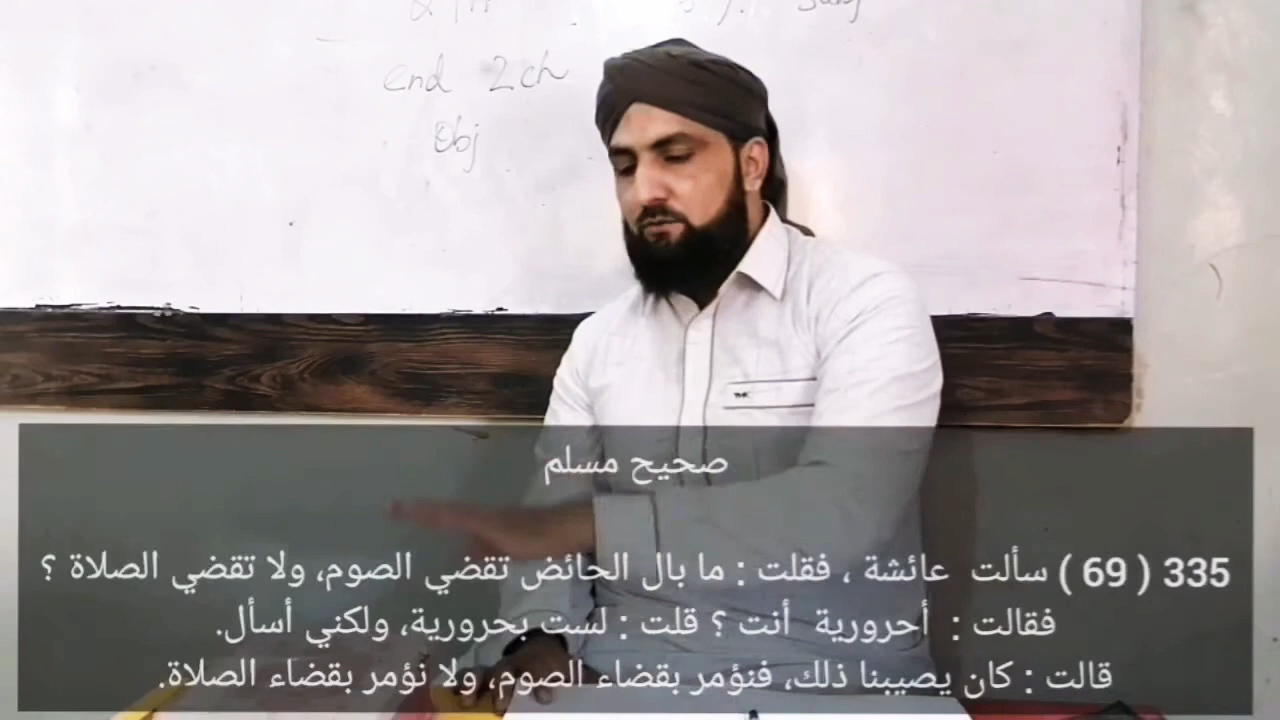 end 2ch
Obj
صحيح مسلم
335 ( 69 ) سألت عائشة ، فقلت : ما بال الحائض تقضي الصوم، ولا تقضي الصلاة ؟
فقالت : أحرورية أنت ؟ قلت : لست بحرورية، ولكني أسأل.
قالت : كان يصيبنا ذلك، فنؤمر بقضاء الصوم، ولا نؤمر بقضاء الصلاة.